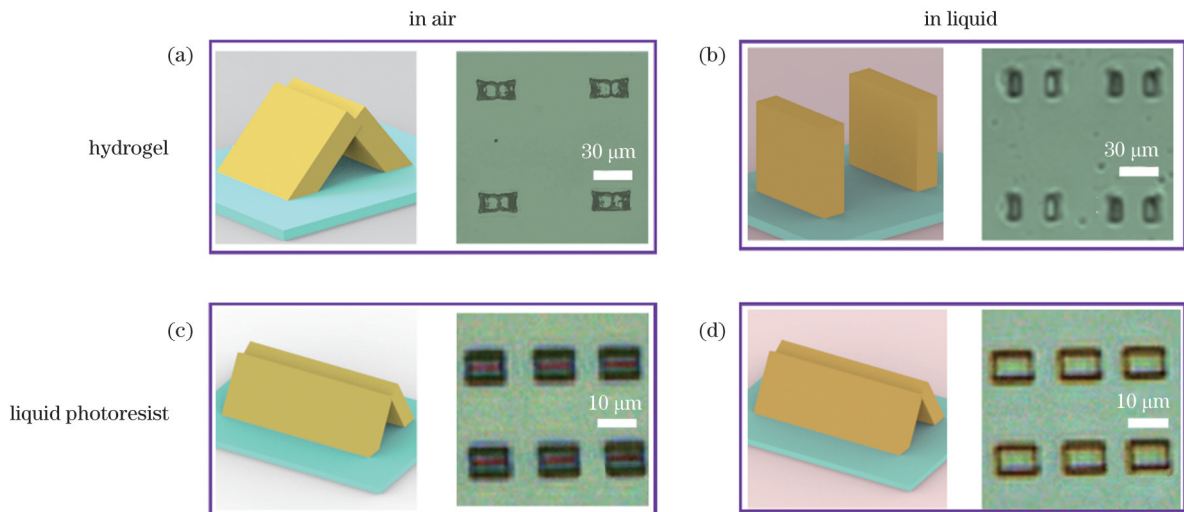 in air
in liquid
(a)
(b)
hydrogel
30 μm
30 μm
(c)
(d)
liquid photoresist
10 μm
10 μm